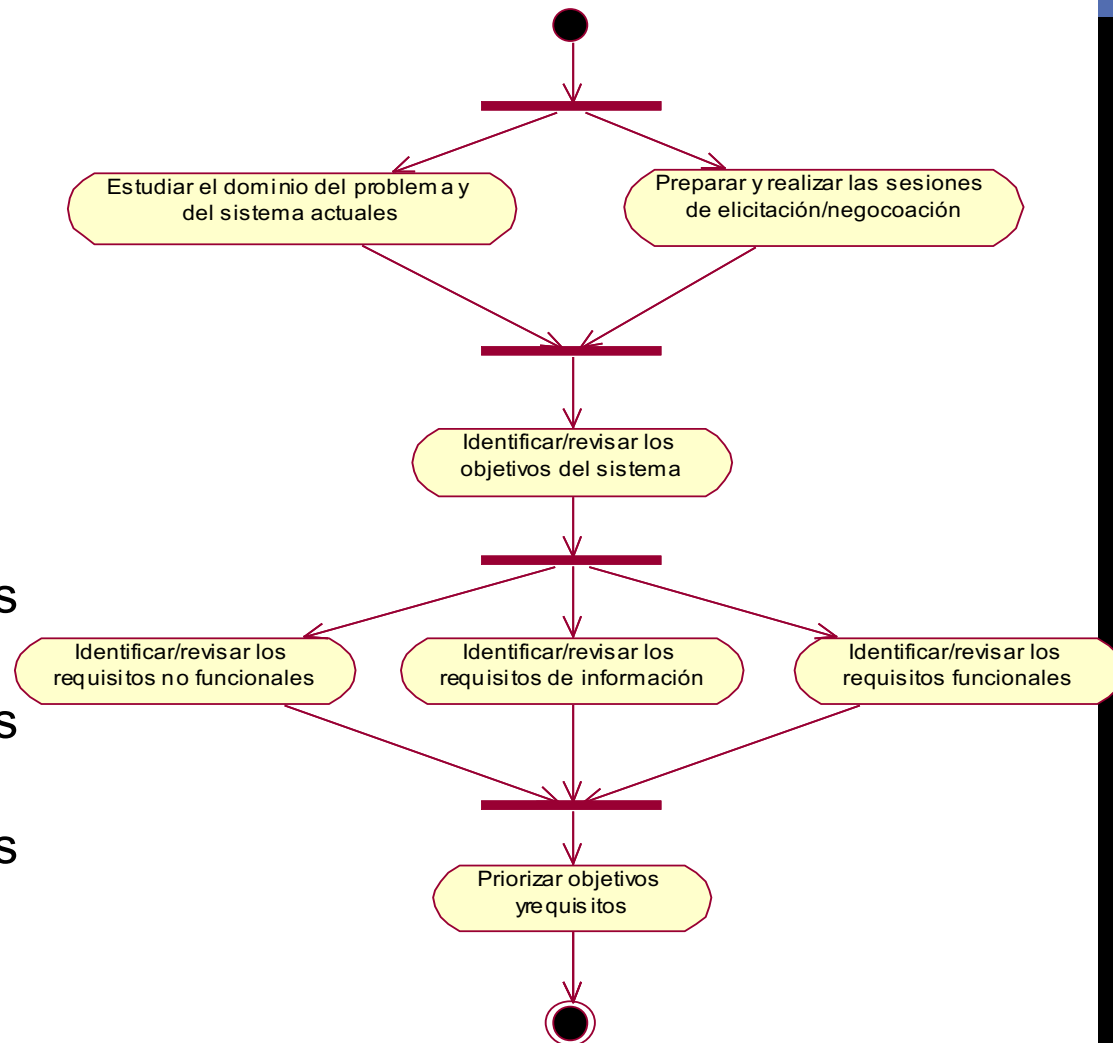 Estudiar el dominio del problema y
del sistema actuales
Preparar y realizar las sesiones
de elicitación/negocoación
Identificar/revisar los
objetivos del sistema
s
Identificar/revisar los
requisitos no funcionales
Identificar/revisar los
requisitos de información
Identificar/revisar los
requisitos funcionales
s
s
Priorizar objetivos
yrequisitos